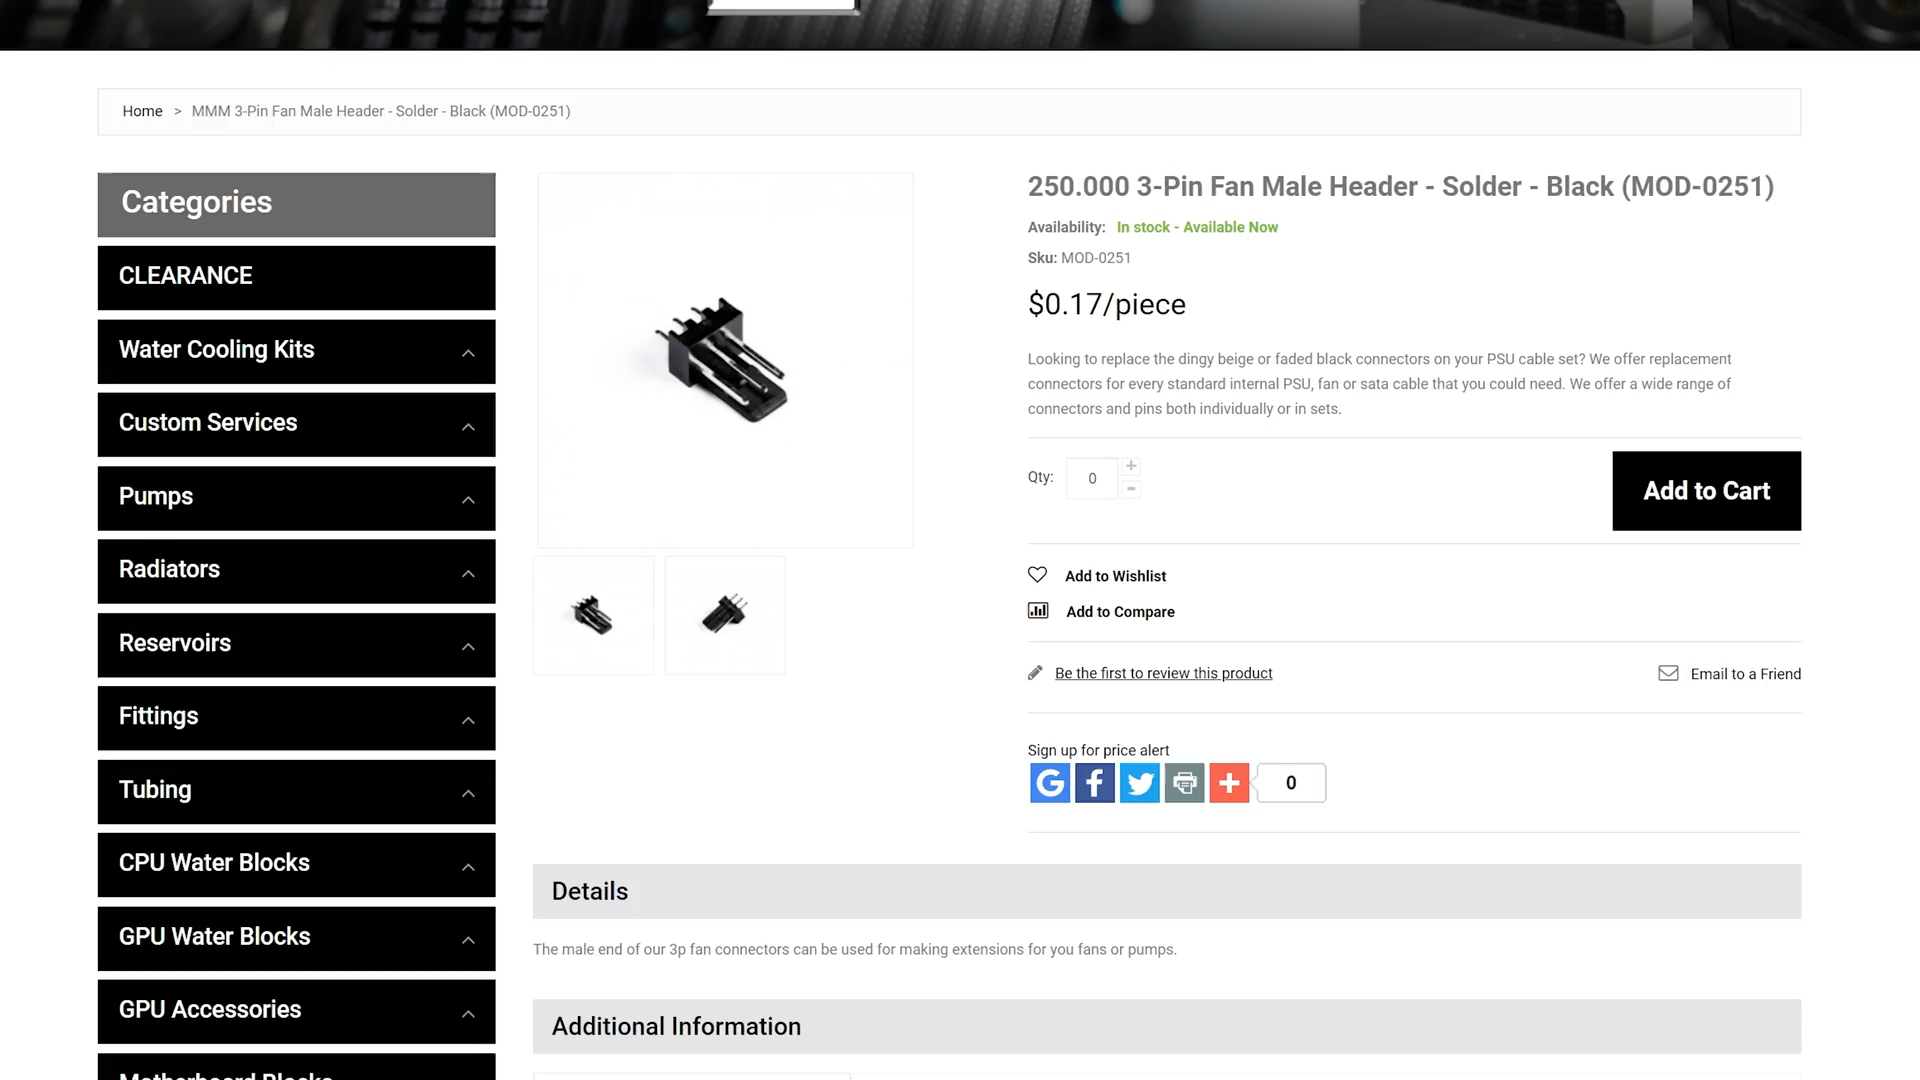 Home > MMM 3-Pin Fan Male Header - Solder - Black (MOD-0251)
Categories
CLEARANCE
Water Cooling Kits
Custom Services
Pumps
Radiators
Reservoirs
Fittings
Tubing
CPU Water Blocks
GPU Water Blocks
GPU Accessories
250.000 3-Pin Fan Male Header - Solder - Black (MOD-0251)
Availability: In stock - Available Now
Sku: MOD-0251
$0.17/piece
Looking to replace the dingy beige or faded black connectors on your PSU cable set? We offer replacement
connectors for every standard internal PSU, fan or sata cable that you could need. We offer a wide range of
connectors and pins both individually or in sets.
Qty: 0
Add to Cart
Add to Wishlist
Add to Compare
Be the first to review this product
Email to a Friend
Sign up for price alert
0
Details
The male end of our 3p fan connectors can be used for making extensions for you fans or pumps.
Additional Information